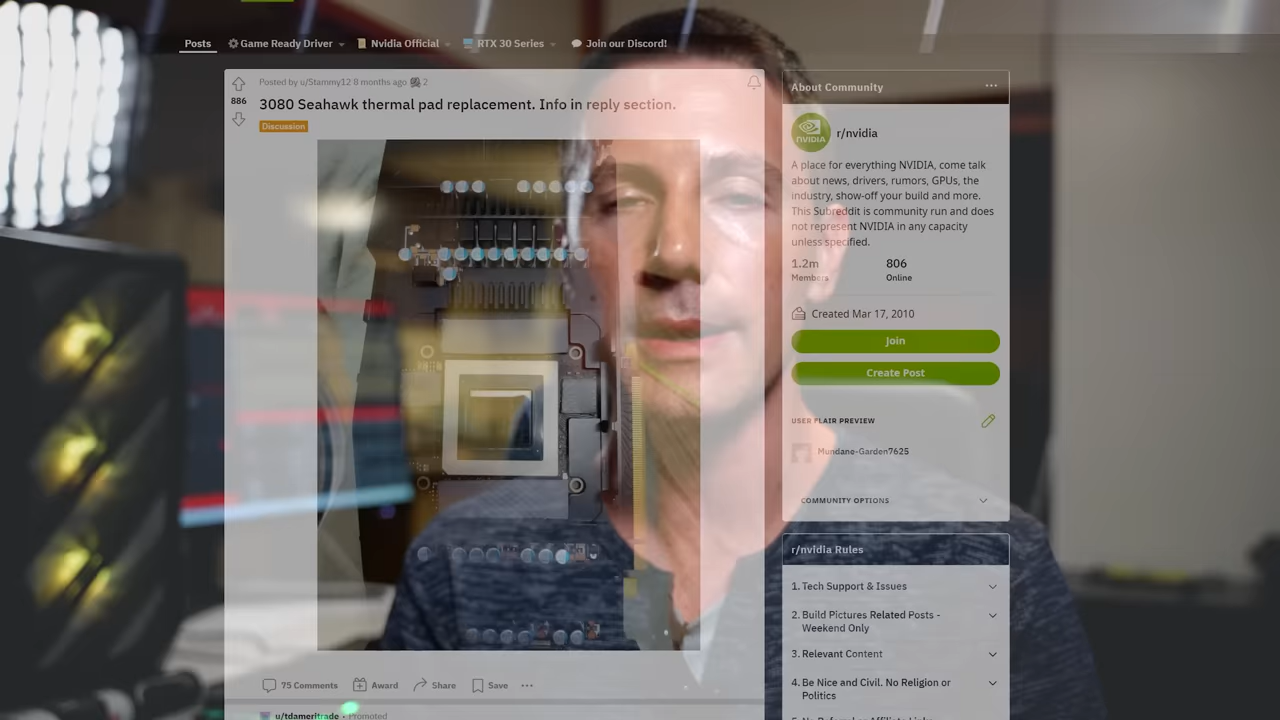 Posts
Game Ready Driver
Nvidia Official
RTX 30 Series
Join our Discord!
Posted by u/Stammy12 8 months ago 2
886
3080 Seahawk thermal pad replacement. Info in reply section.
Discussion
75 Comments
Award
Share
Save
u/tdameritrade · Promoted
About Community
nVIDIA
r/nvidia
A place for everything NVIDIA, come talk
about news, drivers, rumors, GPUs, the
industry, show-off your build and more.
This Subreddit is community run and does
not represent NVIDIA in any capacity
unless specified.
1.2m
806
Members
Online
Created Mar 17, 2010
Join
Create Post
USER FLAIR PREVIEW
Mundane-Garden7625
COMMUNITY OPTIONS
r/nvidia Rules
1. Tech Support & Issues
2. Build Pictures Related Posts -
Weekend Only
3. Relevant Content
4. Be Nice and Civil. No Religion or
Politics